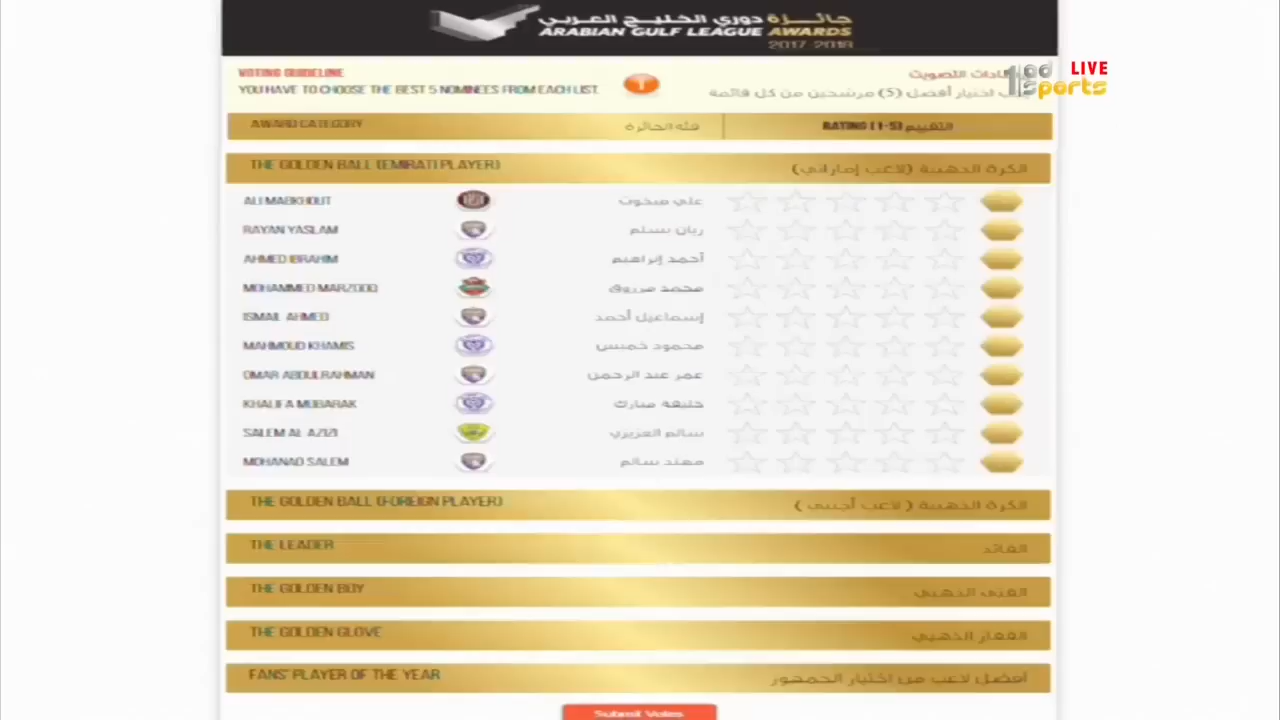 جائزة دوري الخليج العربي
ARABIAN GULF LEAGUE AWARDS
2017-2018
LIVE
ad sports 1
VOTING GUIDELINE
YOU HAVE TO CHOOSE THE BEST 5 NOMINEES FROM EACH LIST.
التصويت
اختيار أفضل (5) مرشحين من كل قائمة
AWARD CATEGORY فئة الجائزة RATING (1-5) التقييم
THE GOLDEN BALL (EMIRATI PLAYER) الكرة الذهبية (لاعب إماراتي)
ALI MABKHOUT علي مبخوت
RAYAN YASLAM ريان يسلم
AHMED IBRAHIM أحمد إبراهيم
MOHAMMED MARZOOQ محمد مرزوق
ISMAIL AHMED إسماعيل أحمد
MAHMOUD KHAMIS محمود خميس
OMAR ABDULRAHMAN عمر عبد الرحمن
KHALIFA MUBARAK خليفة مبارك
SALEM AL AZIZI سالم العزيزي
MOHANAD SALEM مهند سالم
THE GOLDEN BALL (FOREIGN PLAYER) الكرة الذهبية ( لاعب أجنبي )
THE LEADER القائد
THE GOLDEN BOY الفتى الذهبي
THE GOLDEN GLOVE القفاز الذهبي
FANS' PLAYER OF THE YEAR أفضل لاعب من اختيار الجمهور
Submit Votes